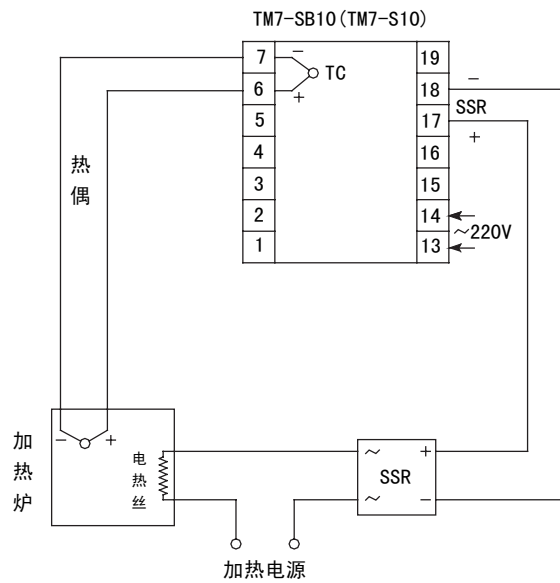 TM7-SB10(TM7-S10)
7 − TC 19
6 + 18 −
5 17 SSR +
4 16
3 15
2 14
1 13 ~220V
热偶
加热炉
− +
电热丝
~ +
SSR
~ −
加热电源